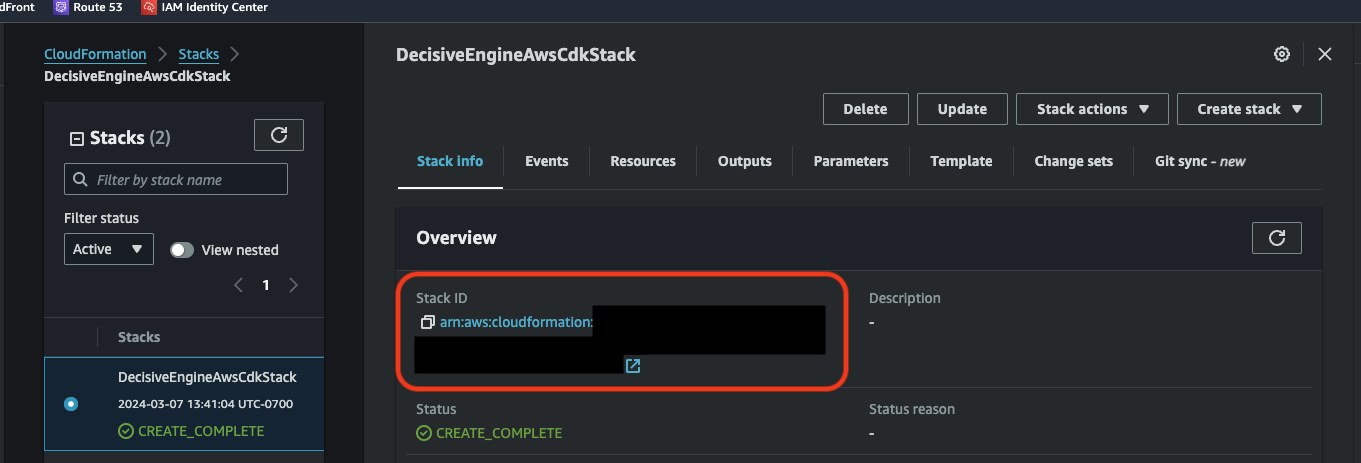 dFront Route 53 IAM Identity Center
CloudFormation Stacks
DecisiveEngineAwsCdkStack
Stacks (2)
Filter by stack name
Filter status
Active View nested
1
Stacks
DecisiveEngineAwsCdkStack
2024-03-07 13:41:04 UTC-0700
CREATE_COMPLETE
DecisiveEngineAwsCdkStack
Delete Update Stack actions Create stack
Stack info Events Resources Outputs Parameters Template Change sets Git sync - new
Overview
Stack ID
arn:aws:cloudformation:
Description
-
Status
CREATE_COMPLETE
Status reason
-